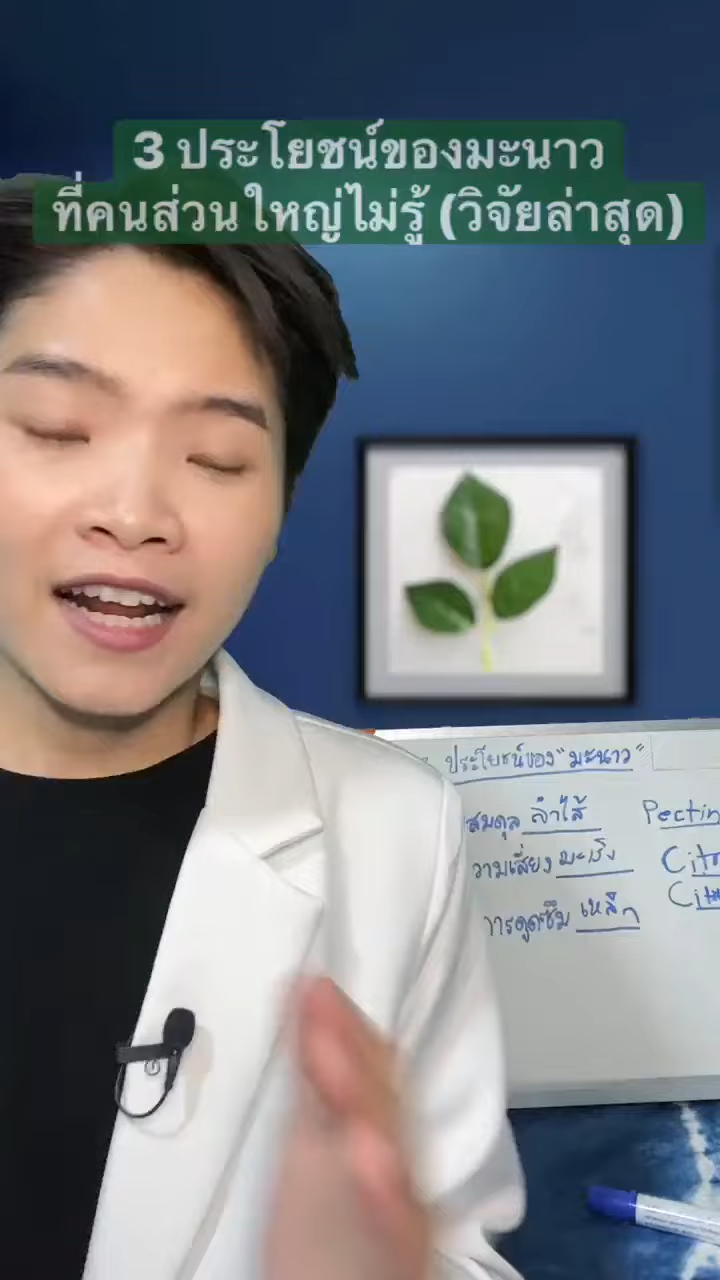 3 ประโยชน์ของมะนาว
ที่คนส่วนใหญ่ไม่รู้ (วิจัยล่าสุด)
ประโยชน์ของ "มะนาว"
สมดุล ลำไส้ Pectin
วามเสี่ยง มะเร็ง
ารดูดซึม เหล็ก